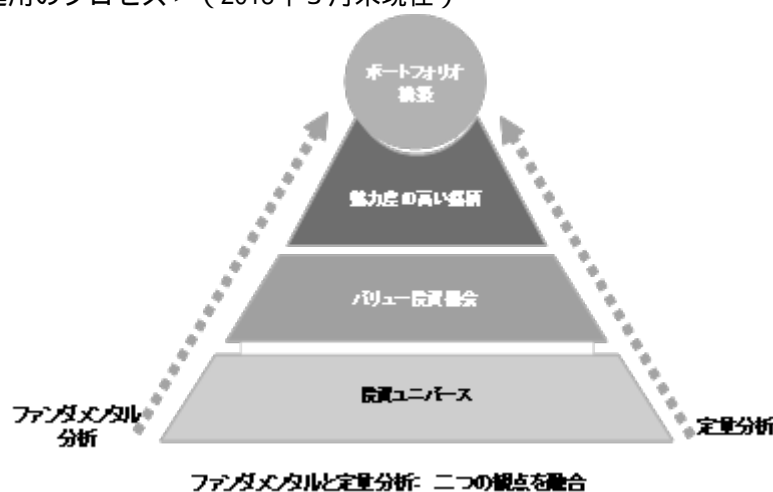 用のプロセス＞（2016年3月末現在）
ポートフォリオ
構築
魅力度の高い銘柄
バリュー投資機会
投資ユニバース
ファンダメンタル
分析
定量分析
ファンダメンタルと定量分析: 二つの観点を融合